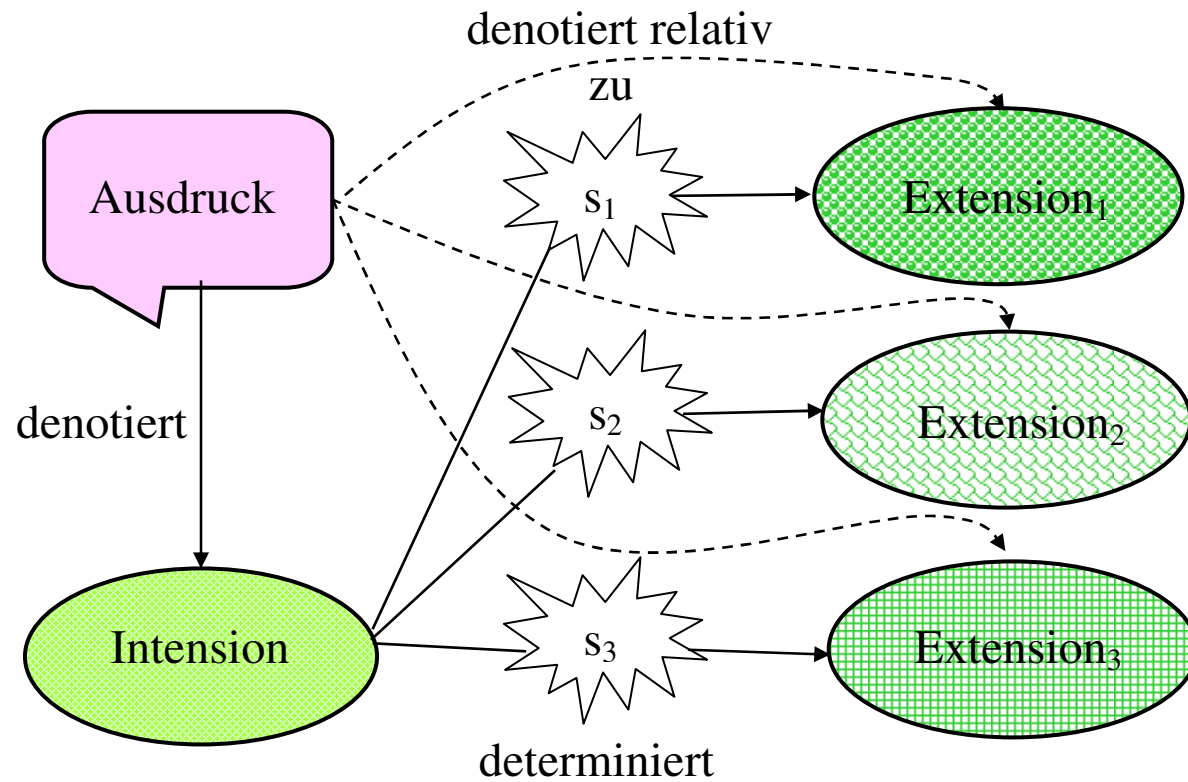 denotiert relativ
zu
Ausdruck
s₁
Extension₁
s₂
Extension₂
denotiert
Intension
s₃
Extension₃
determiniert